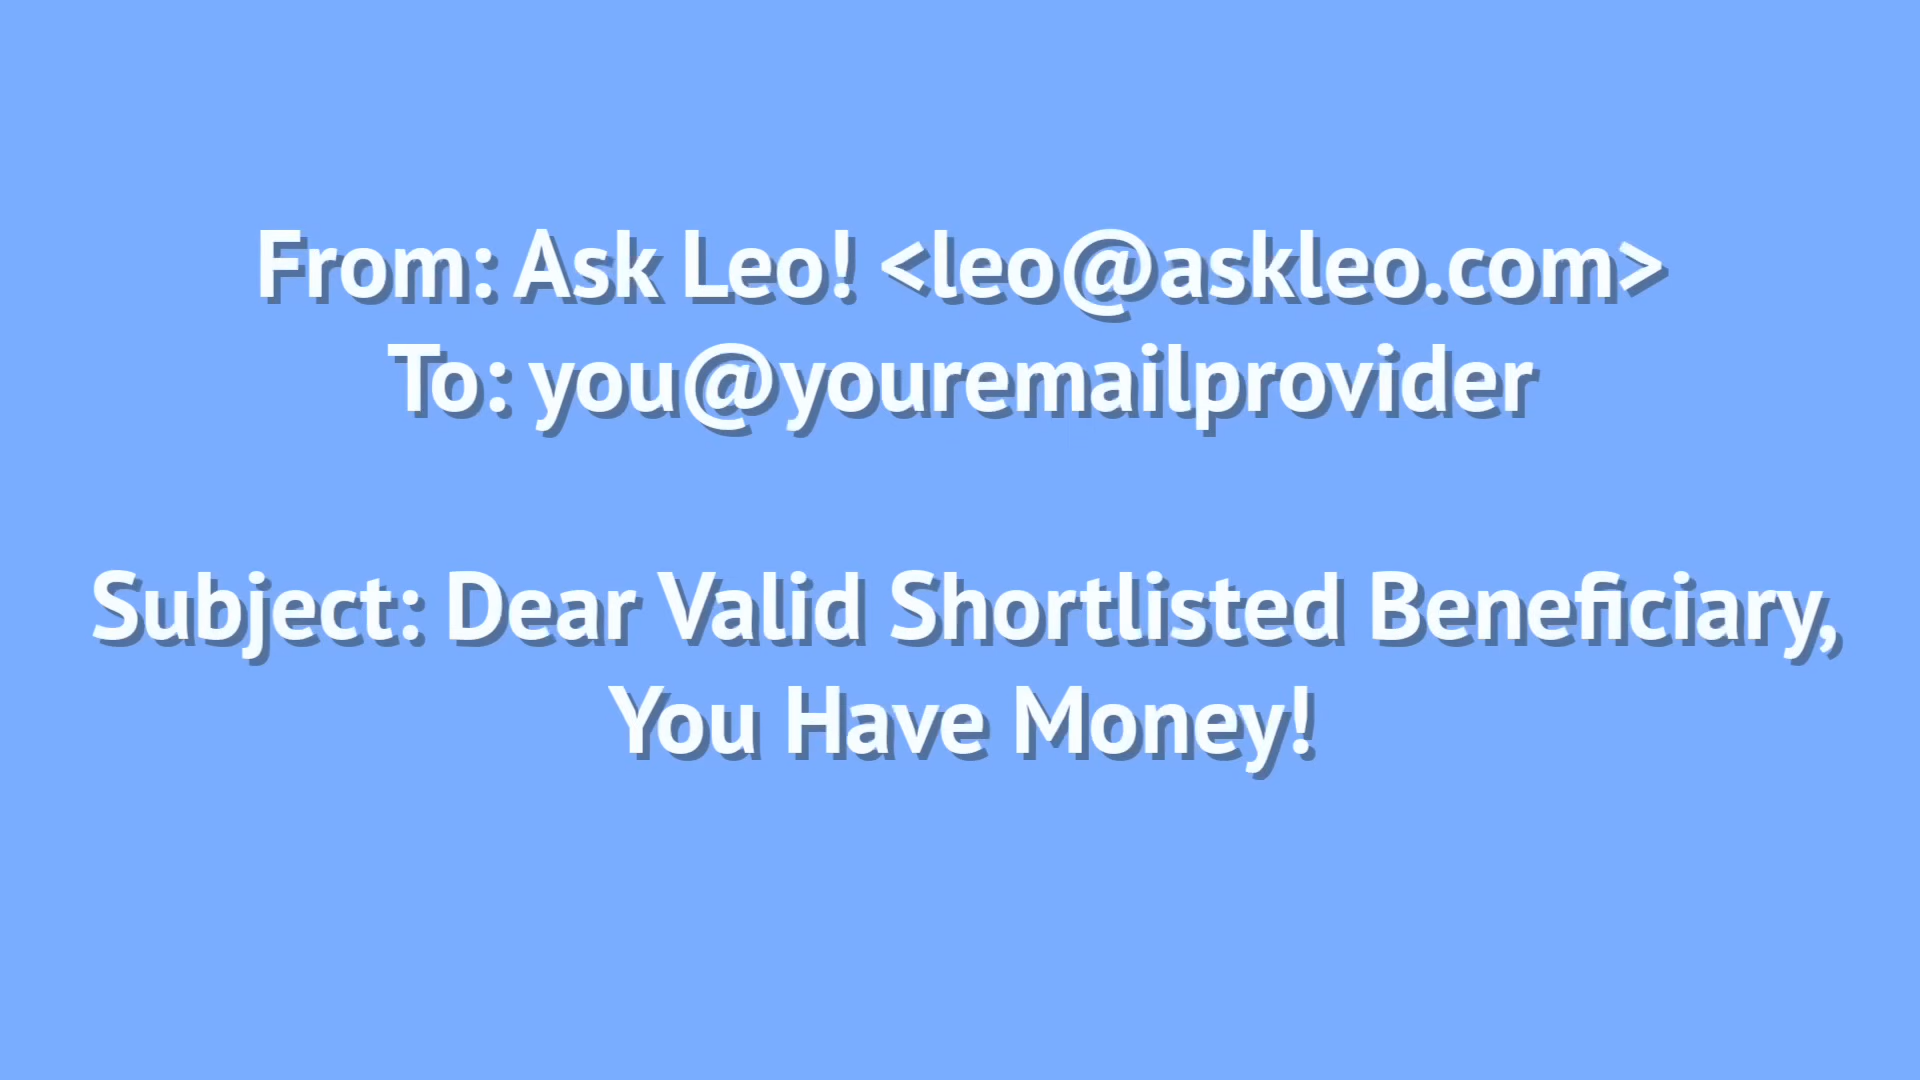 From: Ask Leo! <leo@askleo.com>
To: you@youremailprovider
Subject: Dear Valid Shortlisted Beneficiary,
You Have Money!